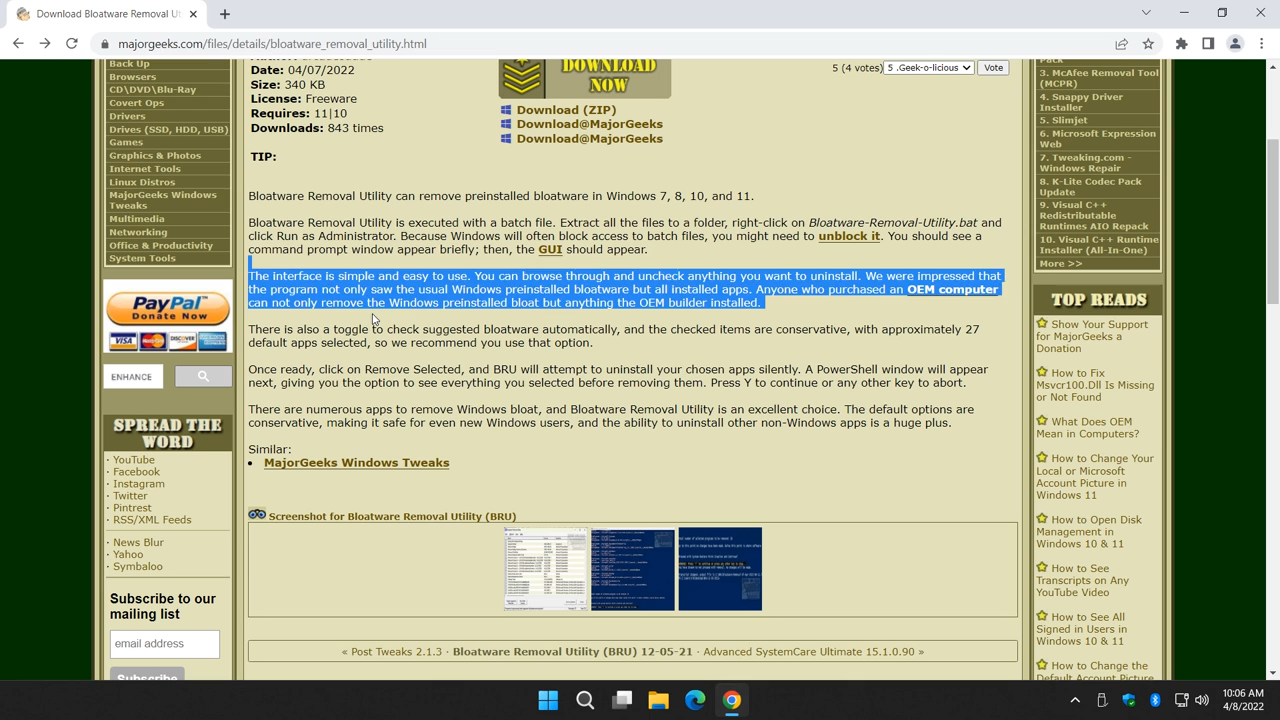 Download Bloatware Removal Ut
majorgeeks.com/files/details/bloatware_removal_utility.html
Back Up
Browsers
CD\DVD\Blu-Ray
Covert Ops
Drivers
Drives (SSD, HDD, USB)
Games
Graphics & Photos
Internet Tools
Linux Distros
MajorGeeks Windows
Tweaks
Multimedia
Networking
Office & Productivity
System Tools
PayPal
Donate Now
VISA
ENHANCE
SPREAD THE
WORD
· YouTube
· Facebook
· Instagram
· Twitter
· Pintrest
· RSS/XML Feeds
· News Blur
· Yahoo
· Symbaloo
Subscribe to our
mailing list
email address
Subscribe
Date: 04/07/2022
Size: 340 KB
License: Freeware
Requires: 11|10
Downloads: 843 times
TIP:
DOWNLOAD
NOW
Download (ZIP)
Download@MajorGeeks
Download@MajorGeeks
5 (4 votes) 5 .Geek-o-licious Vote
Bloatware Removal Utility can remove preinstalled bloatware in Windows 7, 8, 10, and 11.
Bloatware Removal Utility is executed with a batch file. Extract all the files to a folder, right-click on Bloatware-Removal-Utility.bat and
click Run as Administrator. Because Windows will often block access to batch files, you might need to unblock it. You should see a
command prompt window appear briefly; then, the GUI should appear.
The interface is simple and easy to use. You can browse through and uncheck anything you want to uninstall. We were impressed that
the program not only saw the usual Windows preinstalled bloatware but all installed apps. Anyone who purchased an OEM computer
can not only remove the Windows preinstalled bloat but anything the OEM builder installed.
There is also a toggle to check suggested bloatware automatically, and the checked items are conservative, with approximately 27
default apps selected, so we recommend you use that option.
Once ready, click on Remove Selected, and BRU will attempt to uninstall your chosen apps silently. A PowerShell window will appear
next, giving you the option to see everything you selected before removing them. Press Y to continue or any other key to abort.
There are numerous apps to remove Windows bloat, and Bloatware Removal Utility is an excellent choice. The default options are
conservative, making it safe for even new Windows users, and the ability to uninstall other non-Windows apps is a huge plus.
Similar:
• MajorGeeks Windows Tweaks
Screenshot for Bloatware Removal Utility (BRU)
« Post Tweaks 2.1.3 · Bloatware Removal Utility (BRU) 12-05-21 · Advanced SystemCare Ultimate 15.1.0.90 »
Pack
3. McAfee Removal Tool
(MCPR)
4. Snappy Driver
Installer
5. Slimjet
6. Microsoft Expression
Web
7. Tweaking.com -
Windows Repair
8. K-Lite Codec Pack
Update
9. Visual C++
Redistributable
Runtimes AIO Repack
10. Visual C++ Runtime
Installer (All-In-One)
More >>
TOP READS
Show Your Support
for MajorGeeks a
Donation
How to Fix
Msvcr100.Dll Is Missing
or Not Found
What Does OEM
Mean in Computers?
How to Change Your
Local or Microsoft
Account Picture in
Windows 11
How to Open Disk
Management in
Windows 10 & 11
How to See
Transcripts on Any
YouTube Video
How to See All
Signed in Users in
Windows 10 & 11
How to Change the
Default Account Picture
10:06 AM
4/8/2022